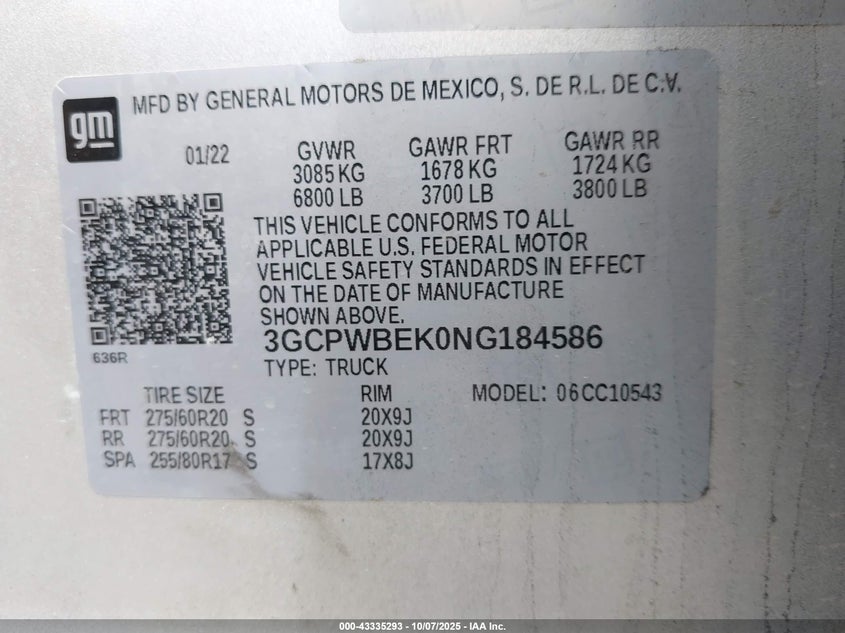 gm
MFD BY GENERAL MOTORS DE MEXICO, S. DE R.L. DE C.V.
01/22 GVWR GAWR FRT GAWR RR
3085 KG 1678 KG 1724 KG
6800 LB 3700 LB 3800 LB
THIS VEHICLE CONFORMS TO ALL
APPLICABLE U.S. FEDERAL MOTOR
VEHICLE SAFETY STANDARDS IN EFFECT
ON THE DATE OF MANUFACTURE
SHOWN ABOVE.
3GCPWBEK0NG184586
636R
TYPE: TRUCK
TIRE SIZE RIM MODEL: 06CC10543
FRT 275/60R20 S 20X9J
RR 275/60R20 S 20X9J
SPA 255/80R17 S 17X8J
000-43335293 - 10/07/2025 - IAA Inc.